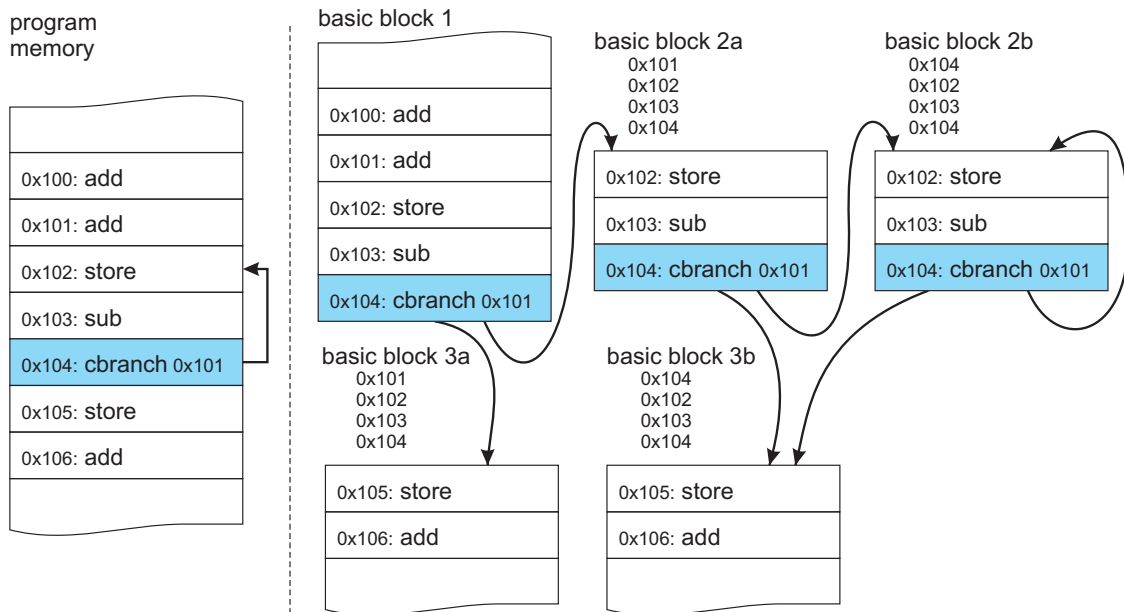 program
memory
0x100: add
0x101: add
0x102: store
0x103: sub
0x104: cbranch 0x101
0x105: store
0x106: add
basic block 1
0x100: add
0x101: add
0x102: store
0x103: sub
0x104: cbranch 0x101
basic block 2a
0x101
0x102
0x103
0x104
0x102: store
0x103: sub
0x104: cbranch 0x101
basic block 2b
0x104
0x102
0x103
0x104
0x102: store
0x103: sub
0x104: cbranch 0x101
basic block 3a
0x101
0x102
0x103
0x104
0x105: store
0x106: add
basic block 3b
0x104
0x102
0x103
0x104
0x105: store
0x106: add